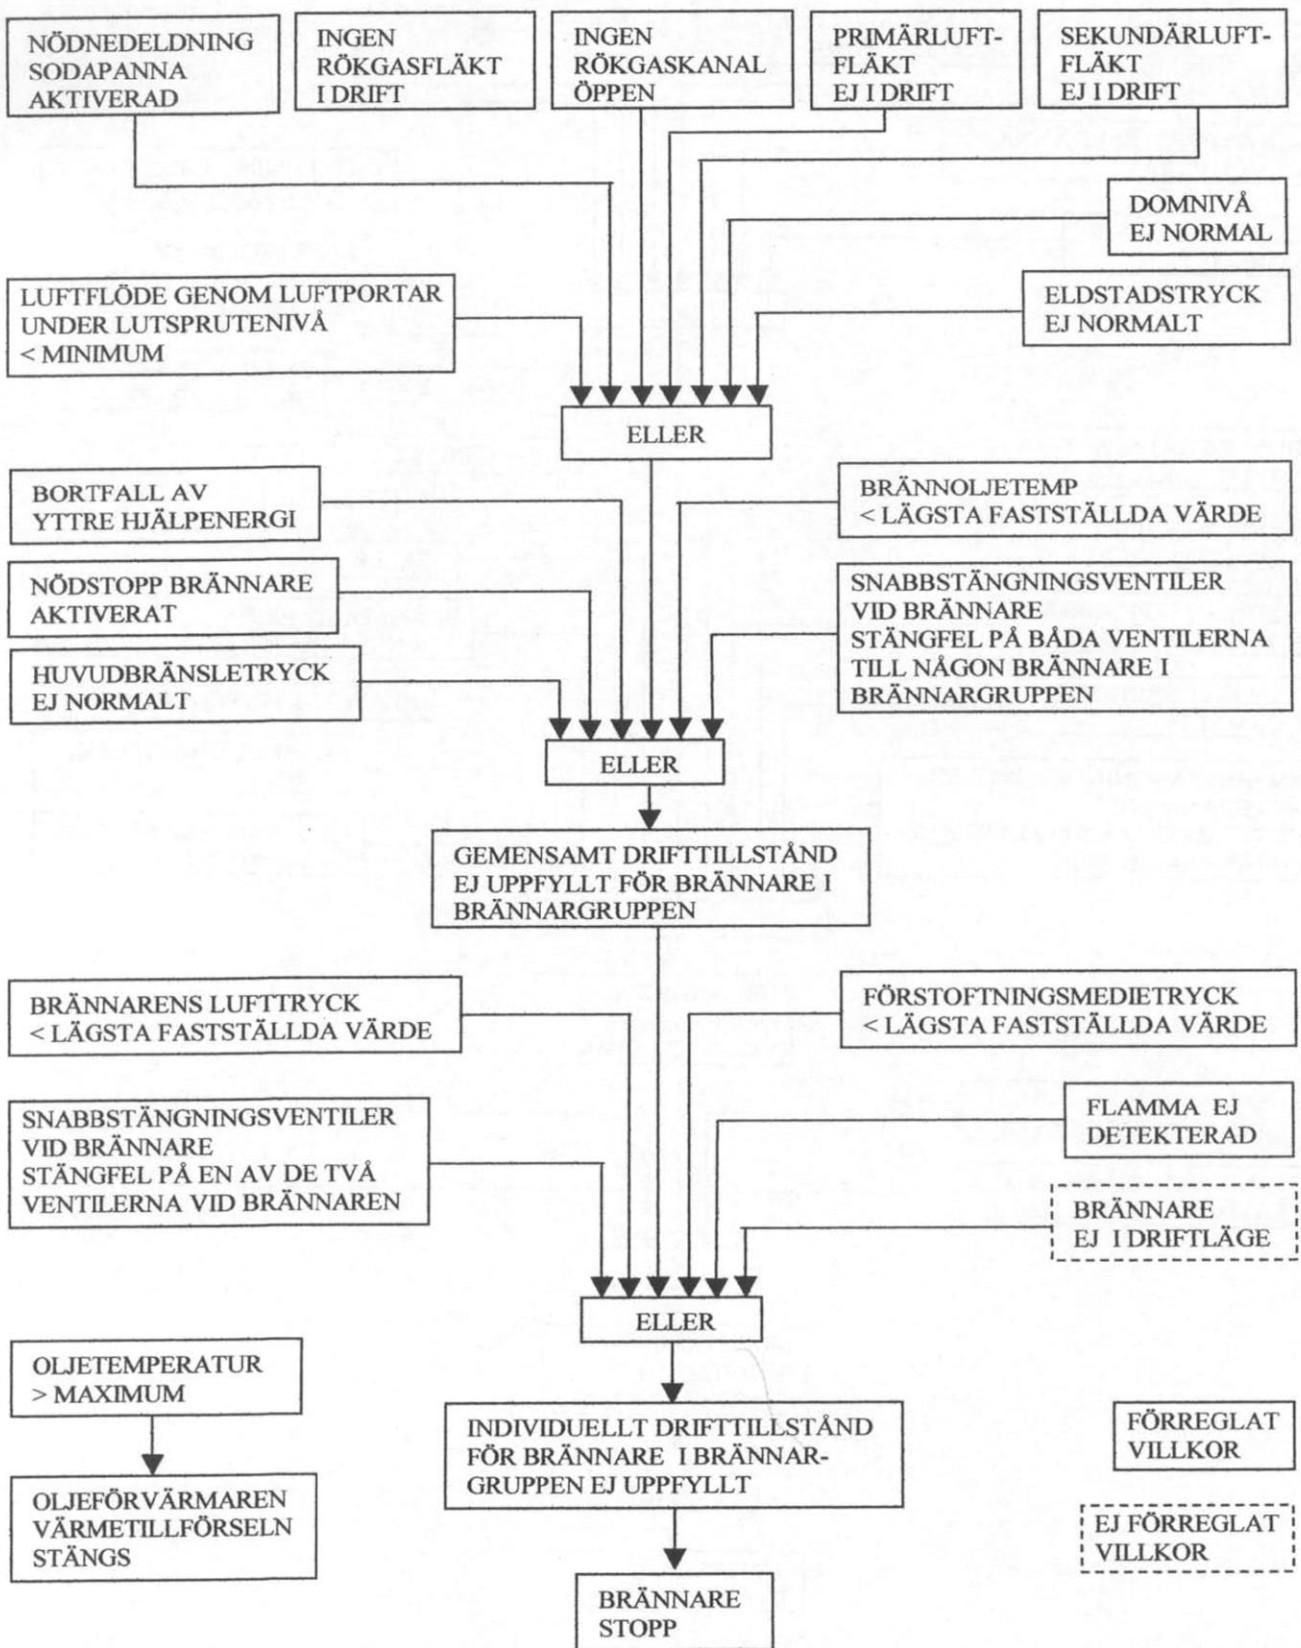 NÖDNEDELDNING
SODAPANNA
AKTIVERAD
INGEN
RÖKGASFLÄKT
I DRIFT
INGEN
RÖKGASKANAL
ÖPPEN
PRIMÄRLUFT-
FLÄKT
EJ I DRIFT
SEKUNDÄRLUFT-
FLÄKT
EJ I DRIFT
DOMNIVÅ
EJ NORMAL
LUFTFLÖDE GENOM LUFTPORTAR
UNDER LUTSPRUTENIVÅ
< MINIMUM
ELDSTADSTRYCK
EJ NORMALT
ELLER
BORTFALL AV
YTTRE HJÄLPENERGI
BRÄNNOLJETEMP
< LÄGSTA FASTSTÄLLDA VÄRDE
NÖDSTOPP BRÄNNARE
AKTIVERAT
SNABBSTÄNGNINGSVENTILER
VID BRÄNNARE
STÄNGFEL PÅ BÅDA VENTILERNA
TILL NÅGON BRÄNNARE I
BRÄNNARGRUPPEN
HUVUDBRÄNSLETRYCK
EJ NORMALT
ELLER
GEMENSAMT DRIFTTILLSTÅND
EJ UPPFYLLT FÖR BRÄNNARE I
BRÄNNARGRUPPEN
BRÄNNARENS LUFTTRYCK
< LÄGSTA FASTSTÄLLDA VÄRDE
FÖRSTOFTNINGSMEDIETRYCK
< LÄGSTA FASTSTÄLLDA VÄRDE
SNABBSTÄNGNINGSVENTILER
VID BRÄNNARE
STÄNGFEL PÅ EN AV DE TVÅ
VENTILERNA VID BRÄNNAREN
FLAMMA EJ
DETEKTERAD
BRÄNNARE
EJ I DRIFTLÄGE
ELLER
OLJETEMPERATUR
> MAXIMUM
INDIVIDUELLT DRIFTTILLSTÅND
FÖR BRÄNNARE I BRÄNNAR-
GRUPPEN EJ UPPFYLLT
FÖRREGLAT
VILLKOR
OLJEFÖRVÄRMAREN
VÄRMETILLFÖRSELN
STÄNGS
EJ FÖRREGLAT
VILLKOR
BRÄNNARE
STOPP